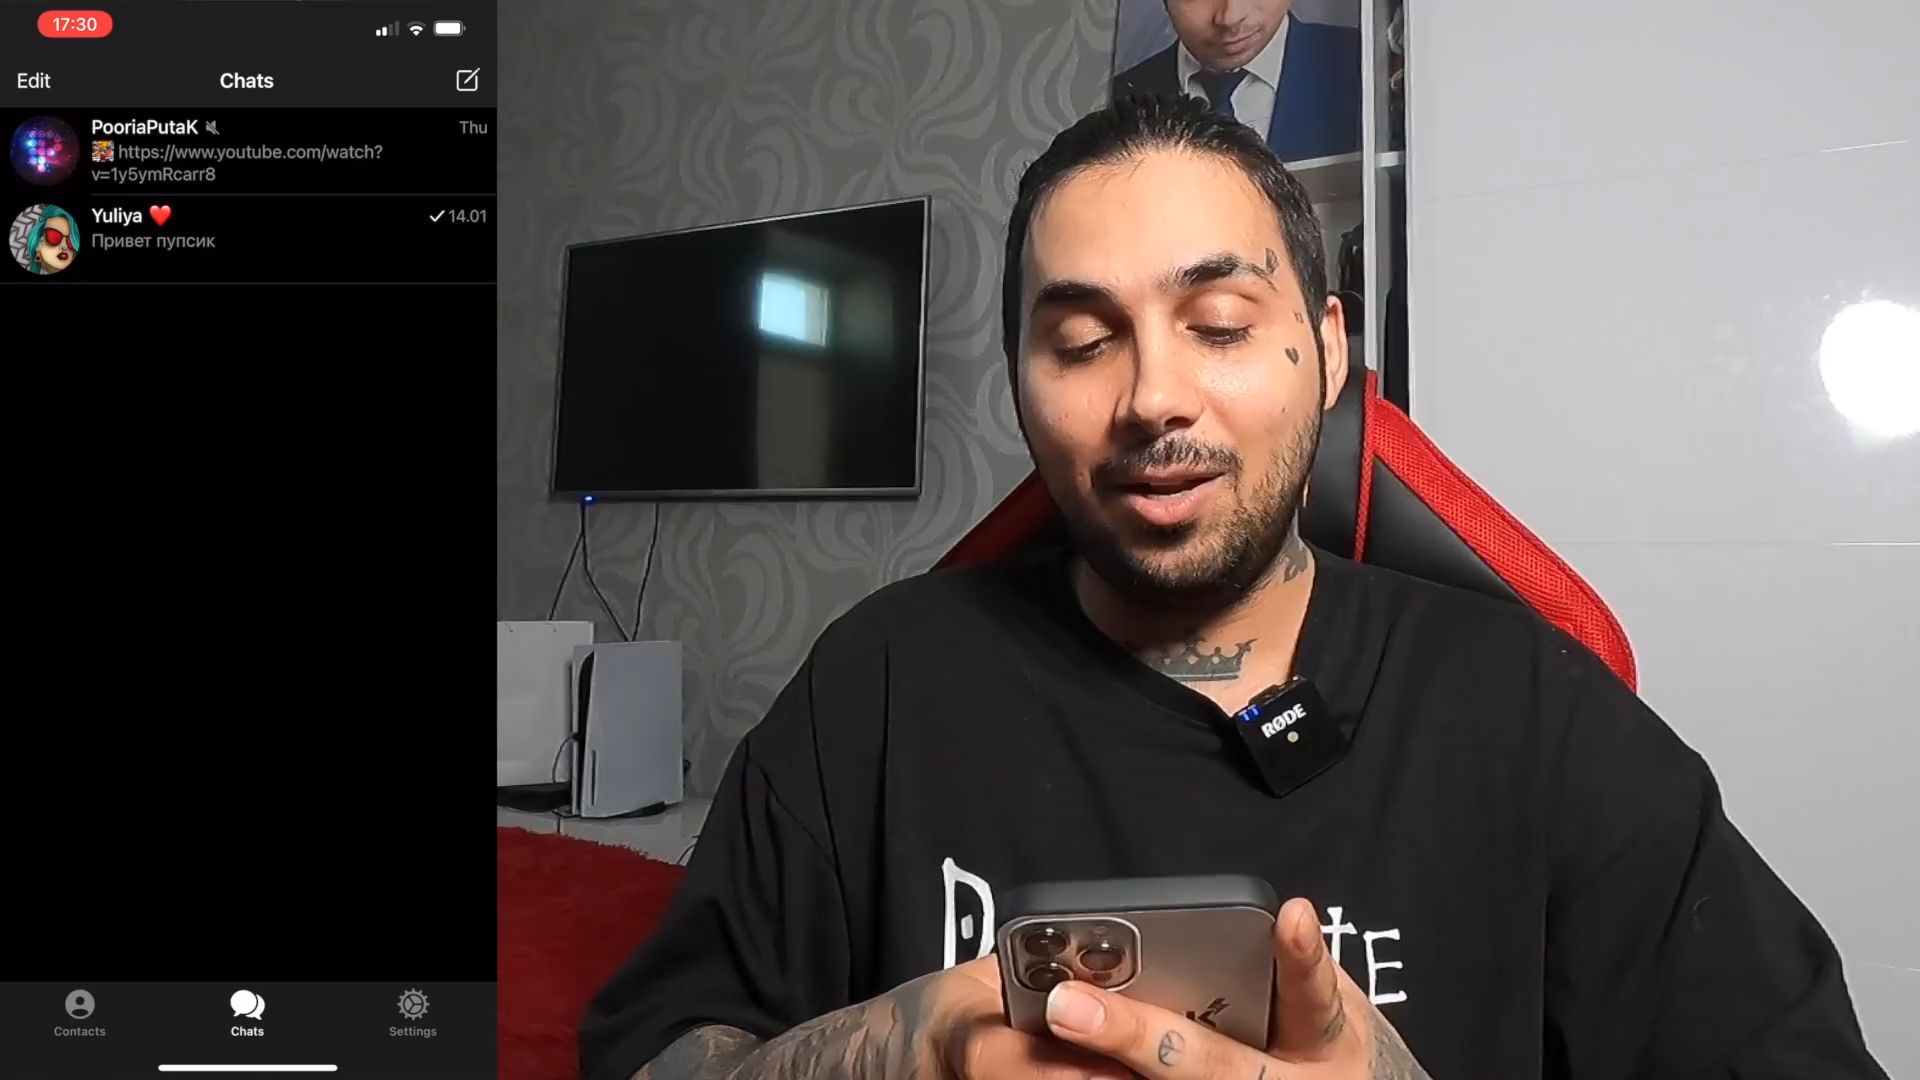 17:30
Edit
Chats
PooriaPutaK
Thu
https://www.youtube.com/watch?
v=1y5ymRcarr8
Yuliya ❤️
14.01
Привет пупсик
Contacts
Chats
Settings
RØDE